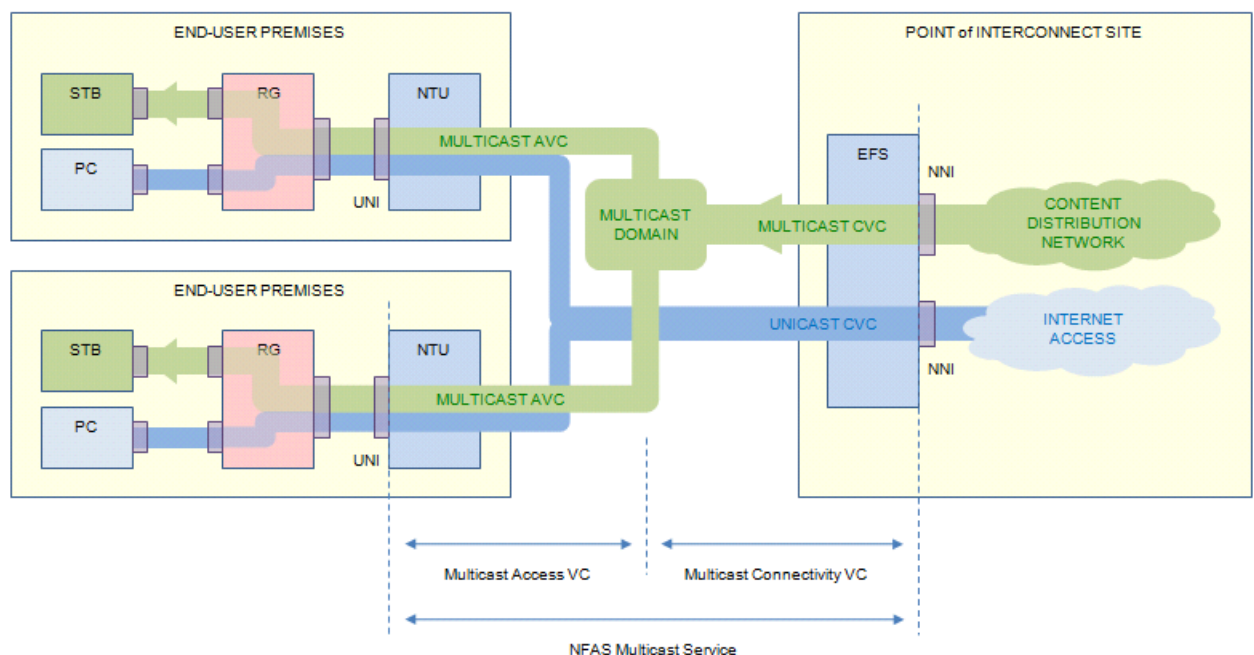 END-USER PREMISES
STB
RG
NTU
PC
UNI
MULTICAST AVC
END-USER PREMISES
STB
RG
NTU
PC
UNI
MULTICAST AVC
MULTICAST
DOMAIN
POINT of INTERCONNECT SITE
EFS
NNI
MULTICAST CVC
CONTENT
DISTRIBUTION
NETWORK
UNICAST CVC
INTERNET
ACCESS
NNI
Multicast Access VC
Multicast Connectivity VC
NFAS Multicast Service